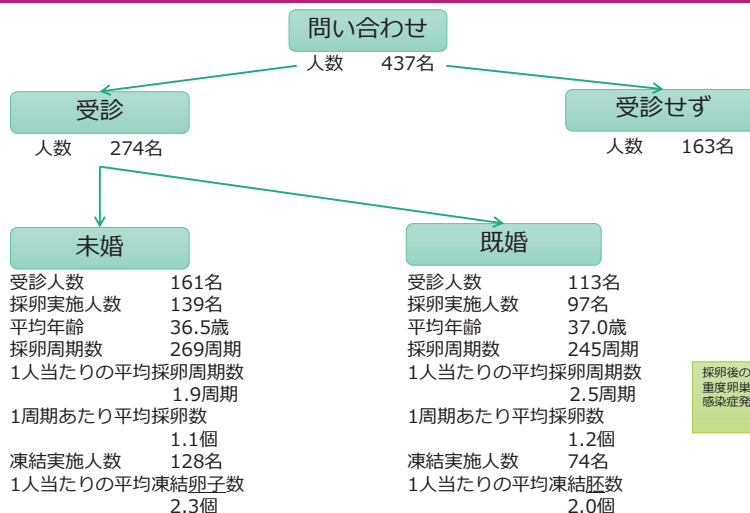 問い合わせ
人数 437名
受診
人数 274名
受診せず
人数 163名
未婚
受診人数 161名
採卵実施人数 139名
平均年齢 36.5歳
採卵周期数 269周期
1人当たりの平均採卵周期数
1.9周期
1周期あたり平均採卵数
1.1個
凍結実施人数 128名
1人当たりの平均凍結卵子数
2.3個
既婚
受診人数 113名
採卵実施人数 97名
平均年齢 37.0歳
採卵周期数 245周期
1人当たりの平均採卵周期数
2.5周期
1周期あたり平均採卵数
1.2個
凍結実施人数 74名
1人当たりの平均凍結胚数
2.0個
採卵後の
重度卵巣
感染症発